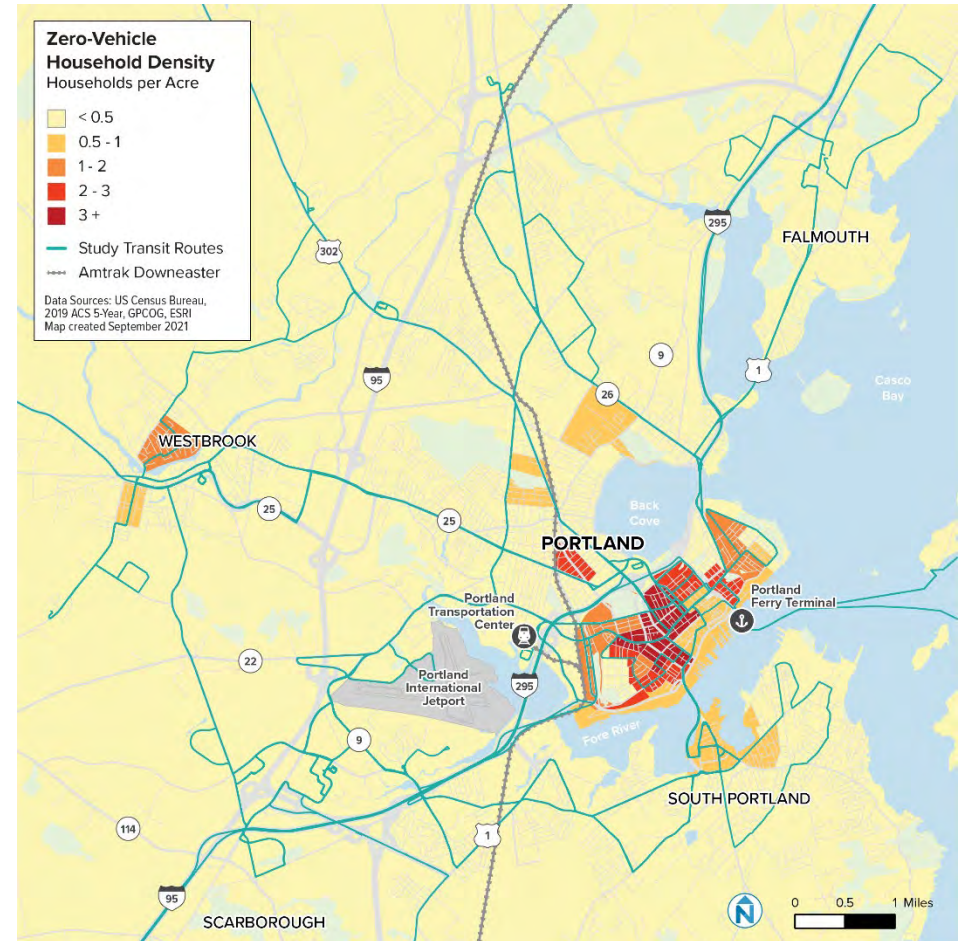 Zero-Vehicle
Household Density
Households per Acre
< 0.5
0.5 - 1
1 - 2
2 - 3
3 +
Study Transit Routes
Amtrak Downeaster
Data Sources: US Census Bureau,
2019 ACS 5-Year, GPCOG, ESRI
Map created September 2021
302
295
FALMOUTH
9
1
95
Casco
Bay
26
WESTBROOK
Back
Cove
25
25
PORTLAND
Portland
Transportation
Center
Portland
Ferry Terminal
22
Portland
International
Jetport
295
Fore River
9
SOUTH PORTLAND
114
1
95
SCARBOROUGH
N
0 0.5 1 Miles